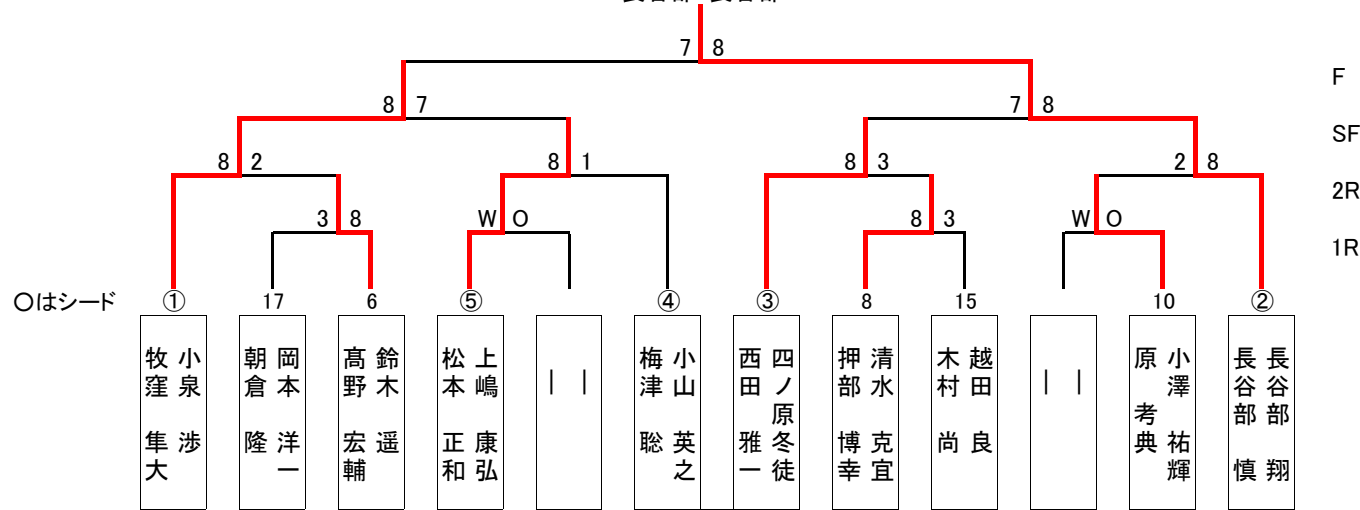 長谷部・長谷部
7 8
F
8 7
7 8
SF
8 2
8 1
8 3
2 8
2R
3 8
W O
8 3
W O
1R
〇はシード
① 17 6 ⑤ ④ ③ 8 15 10 ②
小泉 渉
牧窪 隼大
岡本 洋一
朝倉 隆
鈴木 遥
髙野 宏輔
上嶋 康弘
松本 正和
| |
小山 英之
梅津 聡
四ノ原冬徒
西田 雅一
清水 克宜
押部 博幸
越田 良
木村 尚
| |
小澤 祐輝
原 考典
長谷部 翔
長谷部 慎